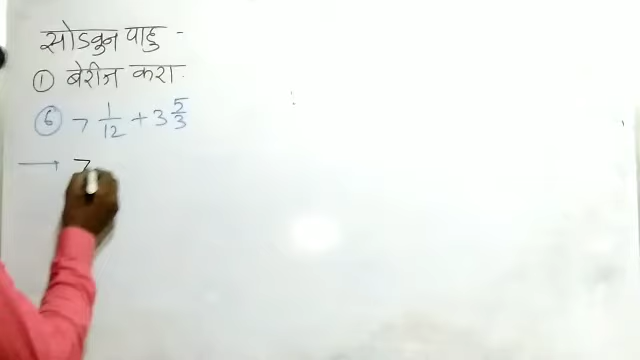 सोडवुन पाहु -
① बेरीज करा.
⑥ 7 1/12 + 3 5/3
→ 7